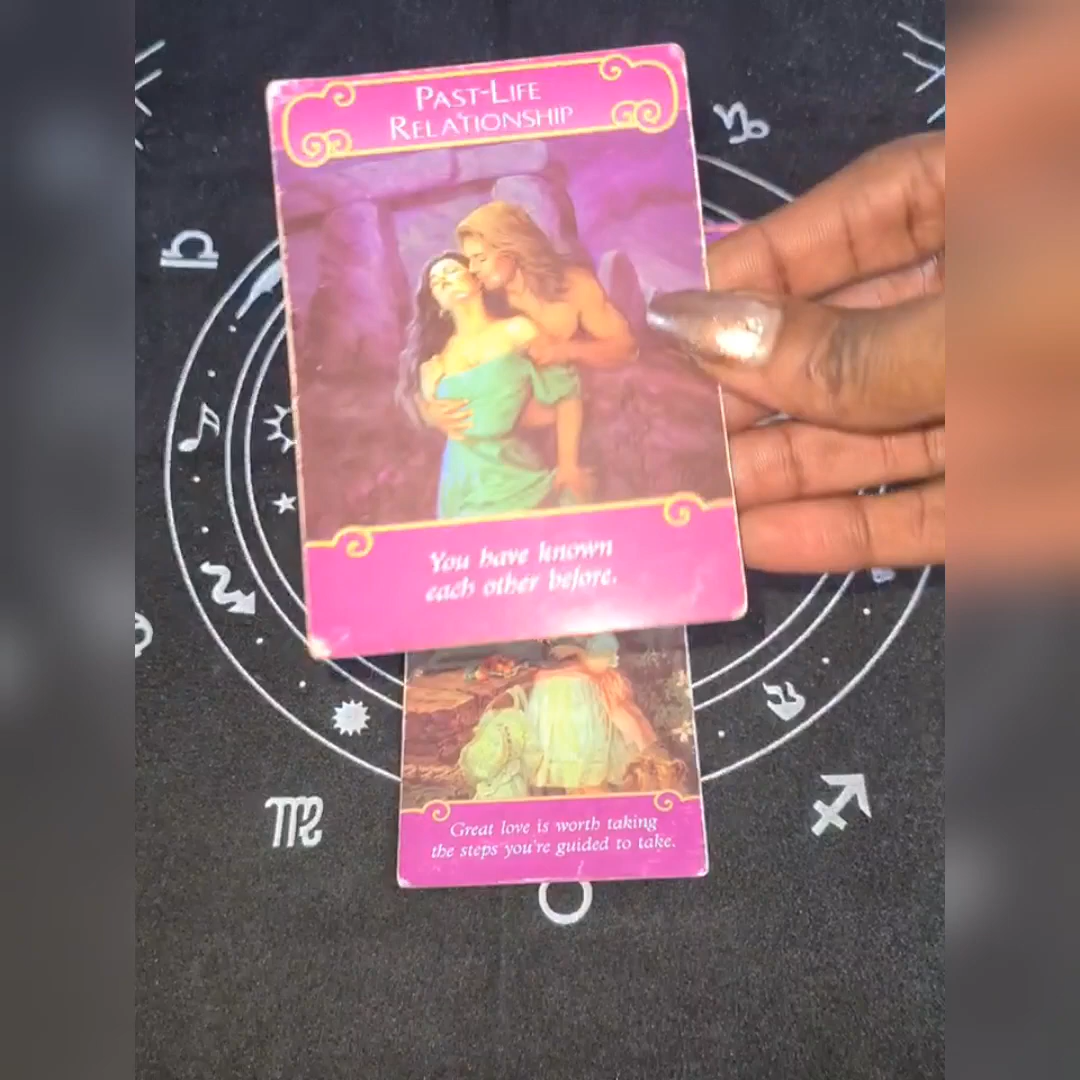 PAST-LIFE
RELATIONSHIP
You have known
each other before.
Great love is worth taking
the steps you're guided to take.